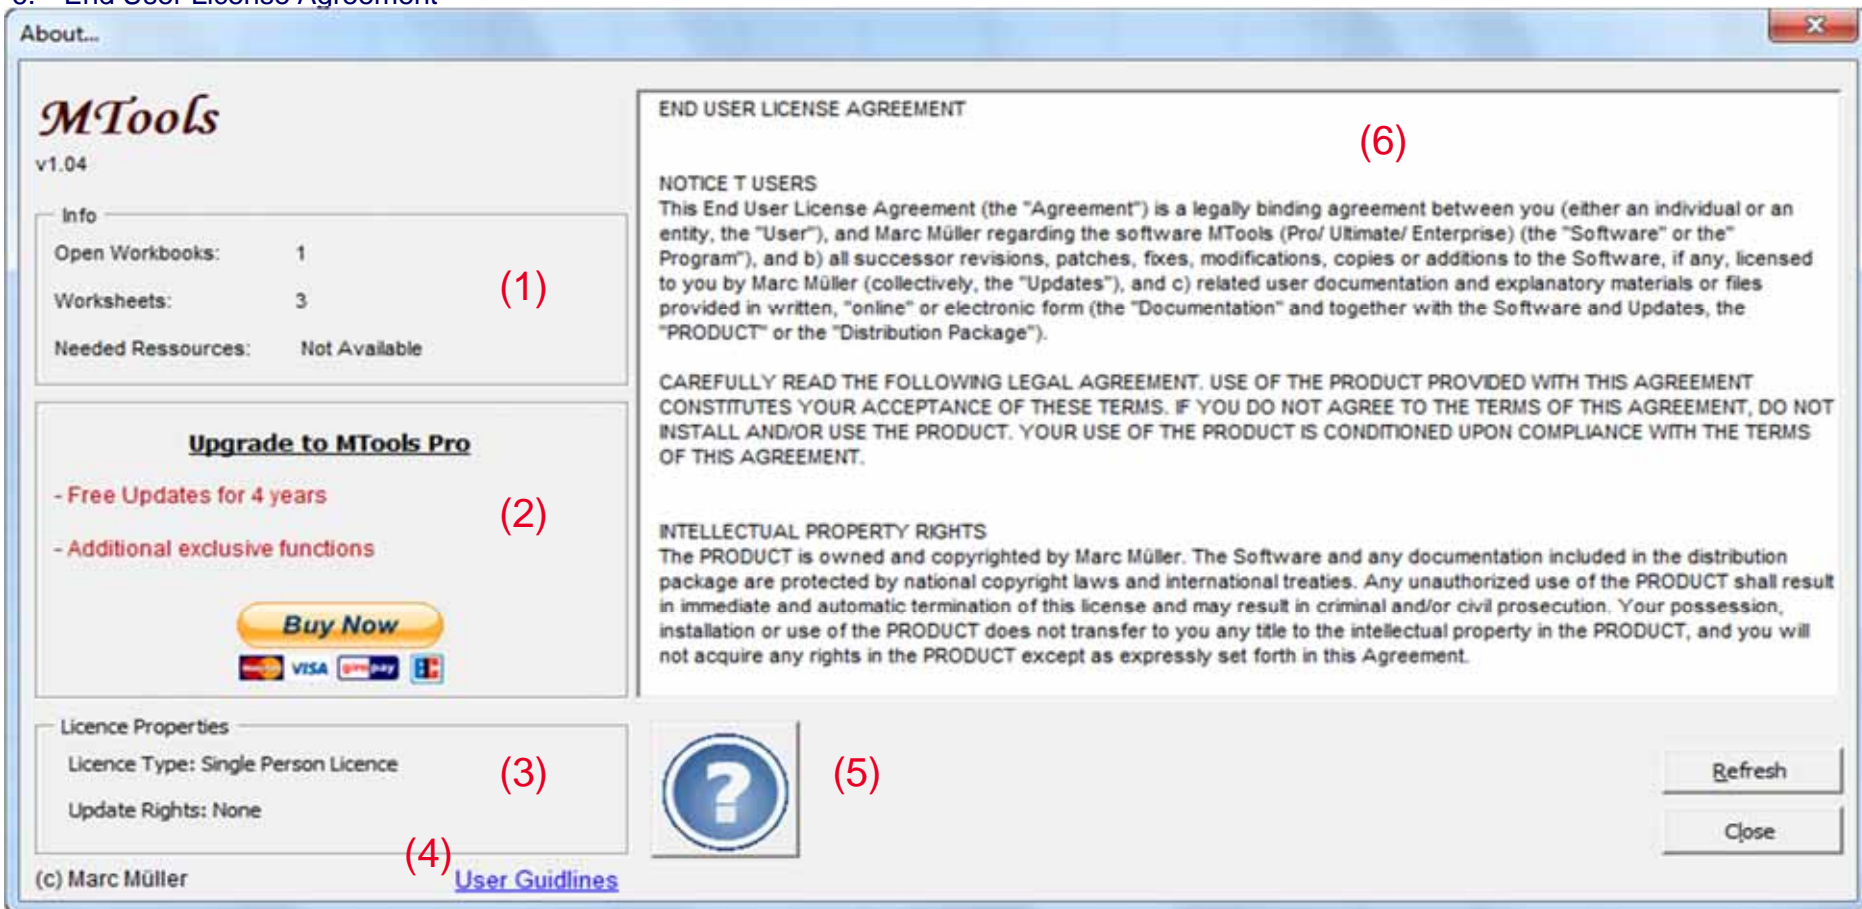 6. End User License Agreement
About...
MTools
v1.04
Info
Open Workbooks: 1
Worksheets: 3
Needed Ressources: Not Available
(1)
Upgrade to MTools Pro
- Free Updates for 4 years
- Additional exclusive functions
(2)
Buy Now
VISA giropay
Licence Properties
Licence Type: Single Person Licence
Update Rights: None
(3)
(4)
(c) Marc Müller
User Guidlines
END USER LICENSE AGREEMENT
(6)
NOTICE T USERS
This End User License Agreement (the "Agreement") is a legally binding agreement between you (either an individual or an
entity, the "User"), and Marc Müller regarding the software MTools (Pro/ Ultimate/ Enterprise) (the "Software" or the"
Program"), and b) all successor revisions, patches, fixes, modifications, copies or additions to the Software, if any, licensed
to you by Marc Müller (collectively, the "Updates"), and c) related user documentation and explanatory materials or files
provided in written, "online" or electronic form (the "Documentation" and together with the Software and Updates, the
"PRODUCT" or the "Distribution Package").
CAREFULLY READ THE FOLLOWING LEGAL AGREEMENT. USE OF THE PRODUCT PROVIDED WITH THIS AGREEMENT
CONSTITUTES YOUR ACCEPTANCE OF THESE TERMS. IF YOU DO NOT AGREE TO THE TERMS OF THIS AGREEMENT, DO NOT
INSTALL AND/OR USE THE PRODUCT. YOUR USE OF THE PRODUCT IS CONDITIONED UPON COMPLIANCE WITH THE TERMS
OF THIS AGREEMENT.
INTELLECTUAL PROPERTY RIGHTS
The PRODUCT is owned and copyrighted by Marc Müller. The Software and any documentation included in the distribution
package are protected by national copyright laws and international treaties. Any unauthorized use of the PRODUCT shall result
in immediate and automatic termination of this license and may result in criminal and/or civil prosecution. Your possession,
installation or use of the PRODUCT does not transfer to you any title to the intellectual property in the PRODUCT, and you will
not acquire any rights in the PRODUCT except as expressly set forth in this Agreement.
?
(5)
Refresh
Close